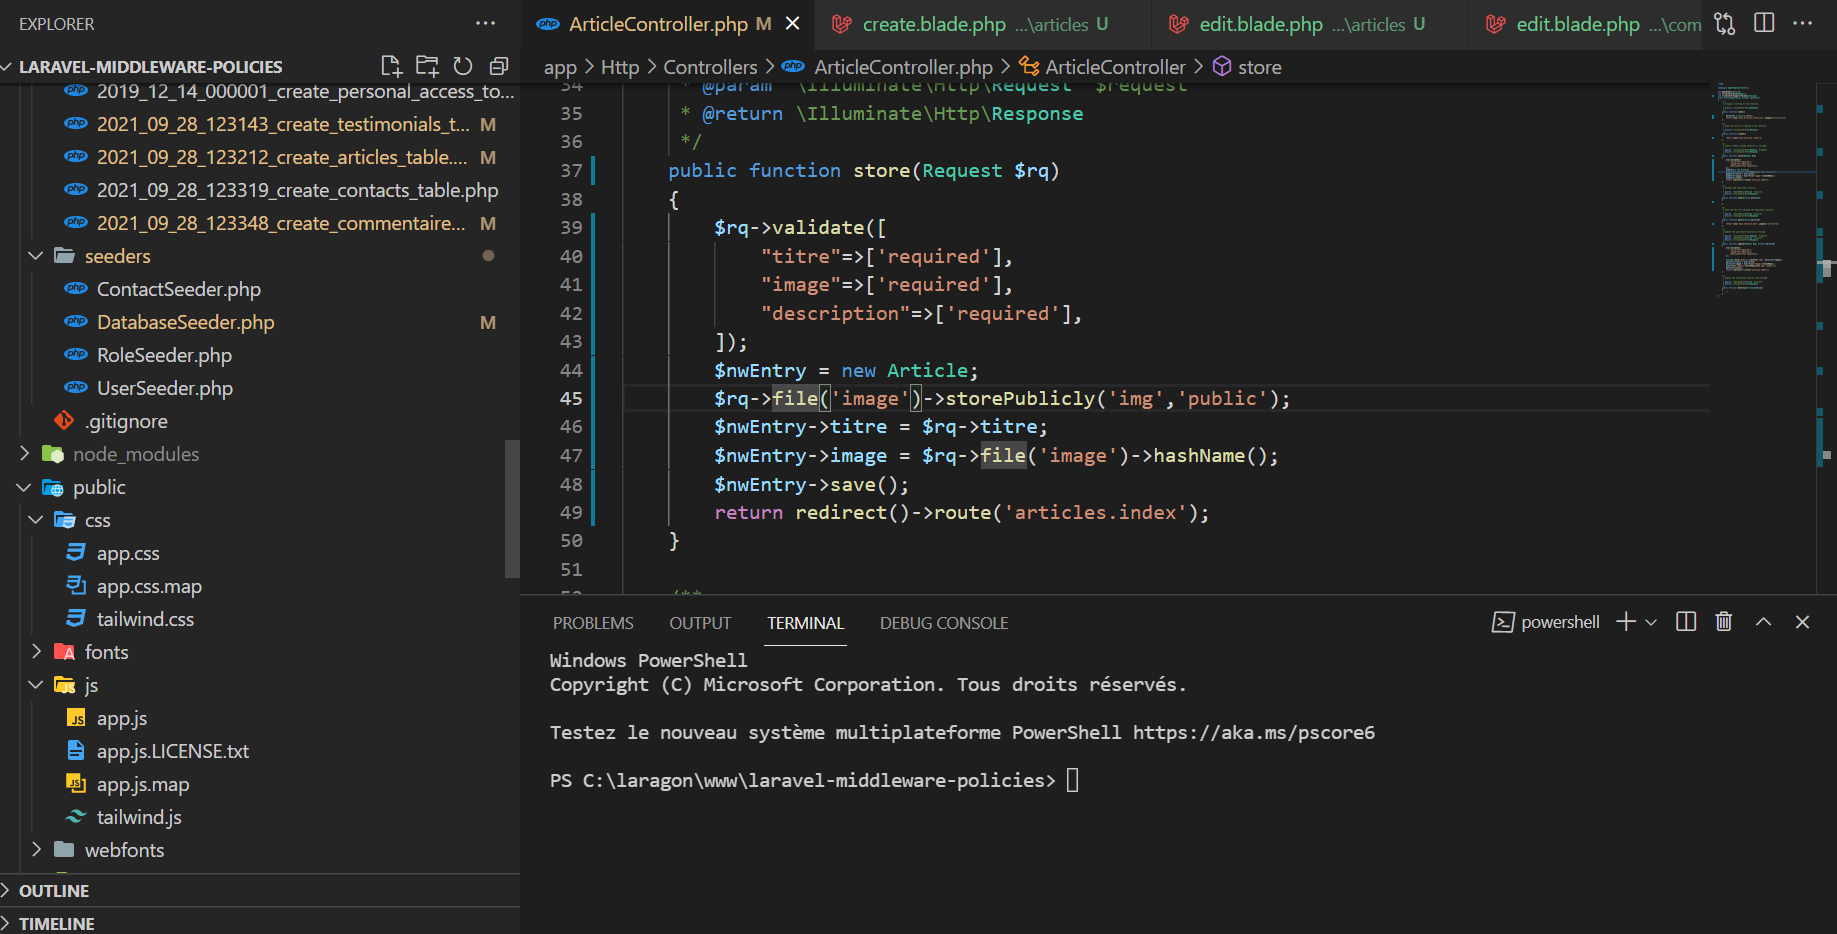 EXPLORER
LARAVEL-MIDDLEWARE-POLICIES
2019_12_14_000001_create_personal_access_to...
2021_09_28_123143_create_testimonials_t... M
2021_09_28_123212_create_articles_table.... M
2021_09_28_123319_create_contacts_table.php
2021_09_28_123348_create_commentaire... M
seeders
ContactSeeder.php
DatabaseSeeder.php M
RoleSeeder.php
UserSeeder.php
.gitignore
node_modules
public
css
app.css
app.css.map
tailwind.css
fonts
js
app.js
app.js.LICENSE.txt
app.js.map
tailwind.js
webfonts
OUTLINE
TIMELINE
ArticleController.php M
create.blade.php ...\articles U
edit.blade.php ...\articles U
edit.blade.php ...\com
app > Http > Controllers > ArticleController.php > ArticleController > store
34 * @param \Illuminate\Http\Request $request
35 * @return \Illuminate\Http\Response
36 */
37 public function store(Request $rq)
38 {
39 $rq->validate([
40 "titre"=>['required'],
41 "image"=>['required'],
42 "description"=>['required'],
43 ]);
44 $nwEntry = new Article;
45 $rq->file('image')->storePublicly('img','public');
46 $nwEntry->titre = $rq->titre;
47 $nwEntry->image = $rq->file('image')->hashName();
48 $nwEntry->save();
49 return redirect()->route('articles.index');
50 }
51
52 /**
PROBLEMS OUTPUT TERMINAL DEBUG CONSOLE
powershell
Windows PowerShell
Copyright (C) Microsoft Corporation. Tous droits réservés.
Testez le nouveau système multiplateforme PowerShell https://aka.ms/pscore6
PS C:\laragon\www\laravel-middleware-policies>